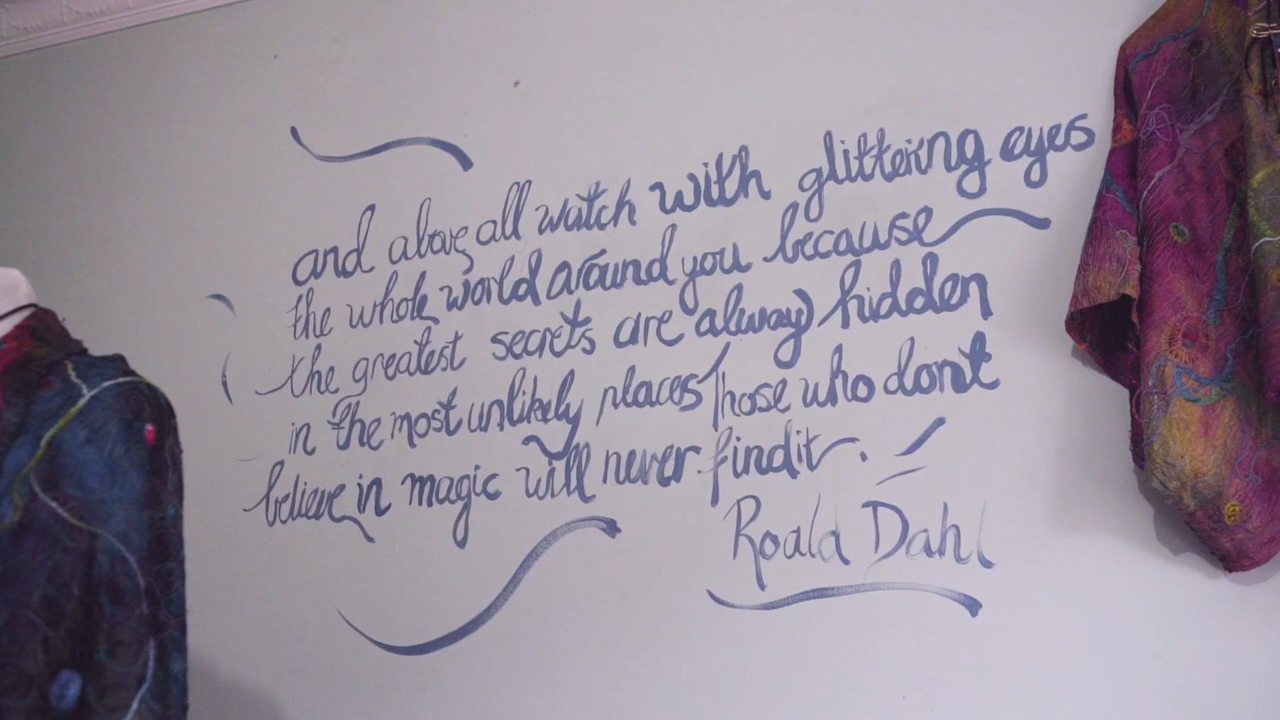 and above all watch with glittering eyes
the whole world around you because
the greatest secrets are always hidden
in the most unlikely places Those who dont
believe in magic will never find it.
Roald Dahl